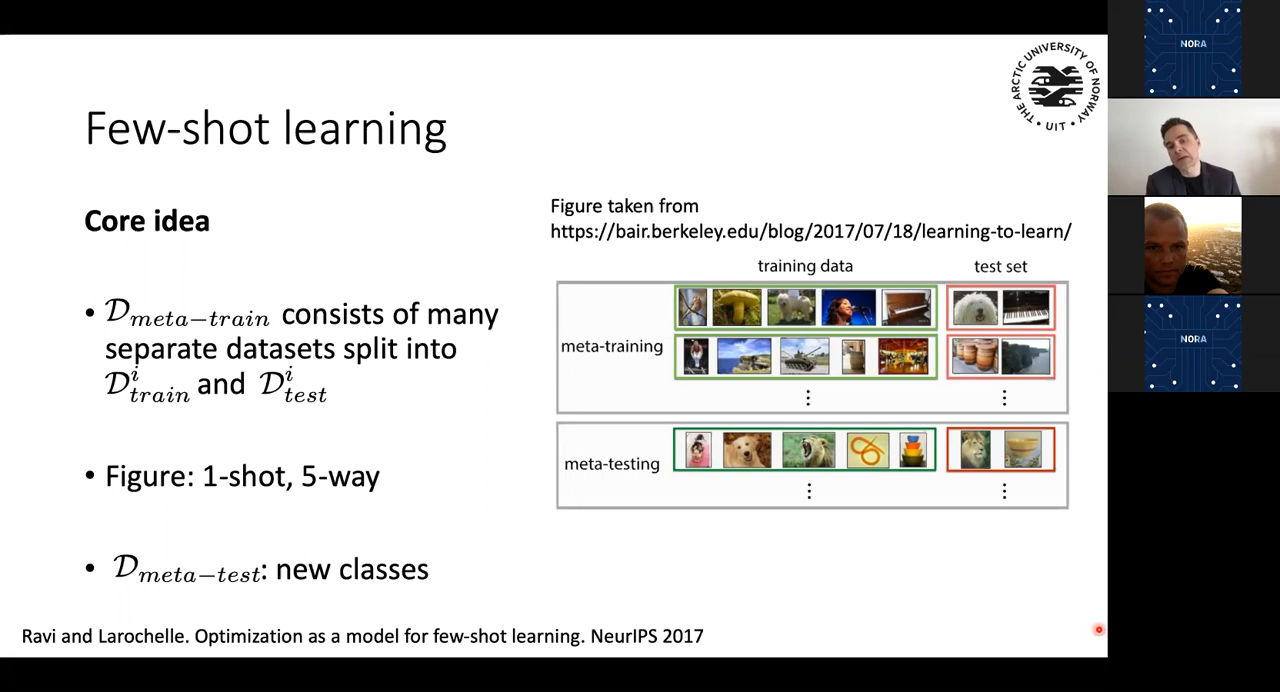 Few-shot learning
THE ARCTIC UNIVERSITY OF NORWAY
• UIT •
Core idea
• 𝒟_{meta−train} consists of many
separate datasets split into
𝒟^i_{train} and 𝒟^i_{test}
• Figure: 1-shot, 5-way
• 𝒟_{meta−test}: new classes
Figure taken from
https://bair.berkeley.edu/blog/2017/07/18/learning-to-learn/
training data test set
meta-training
⋮ ⋮
meta-testing
⋮ ⋮
Ravi and Larochelle. Optimization as a model for few-shot learning. NeurIPS 2017
NORA
NORA